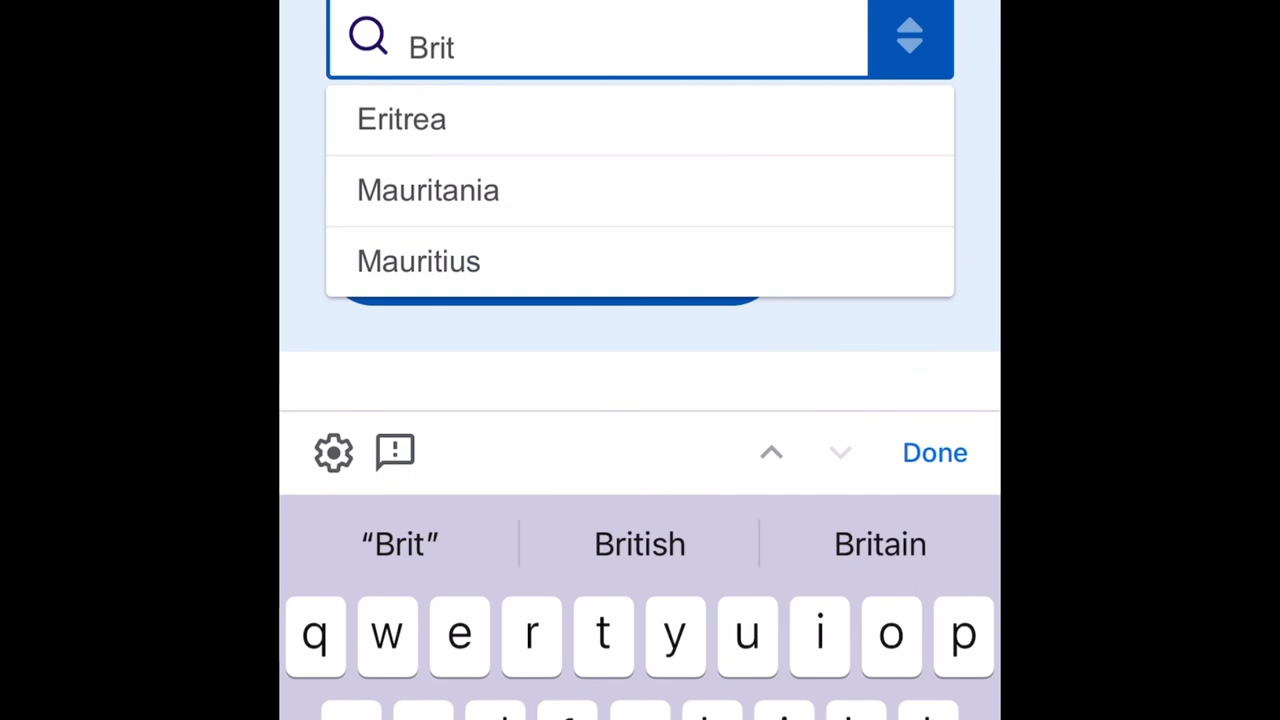 Brit
Eritrea
Mauritania
Mauritius
Done
“Brit” British Britain
q w e r t y u i o p